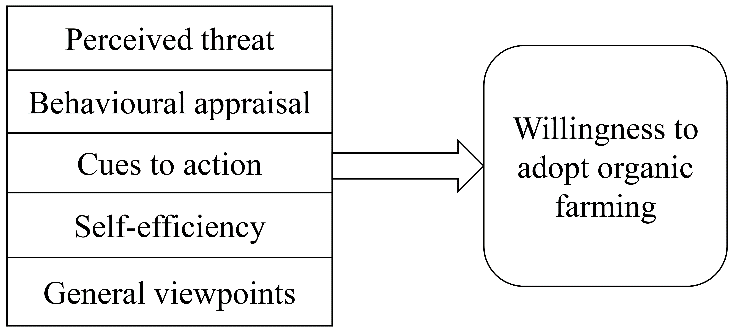 Perceived threat
Behavioural appraisal
Cues to action
Self-efficiency
General viewpoints
Willingness to
adopt organic
farming